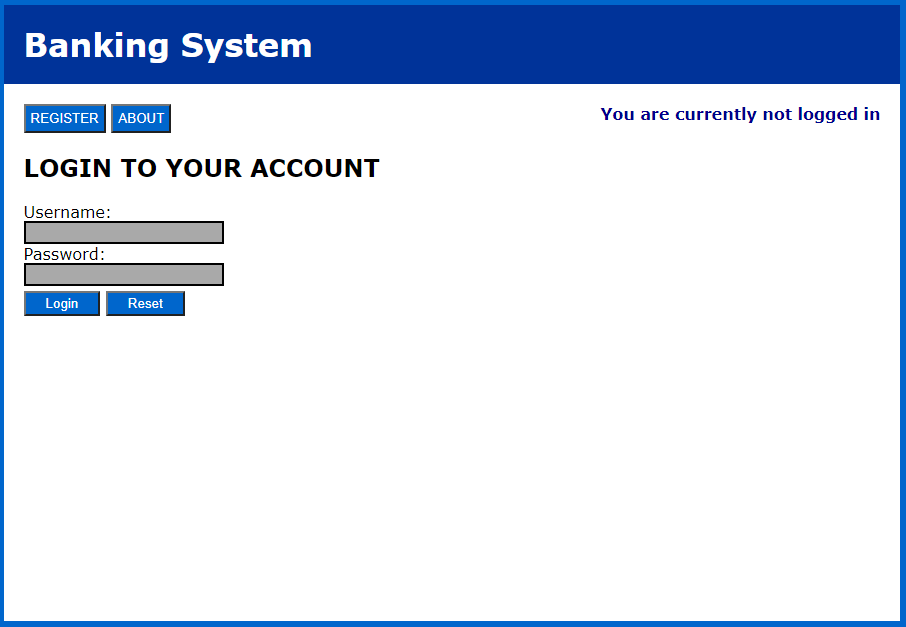 Banking System
REGISTER ABOUT You are currently not logged in
LOGIN TO YOUR ACCOUNT
Username:
Password:
Login Reset